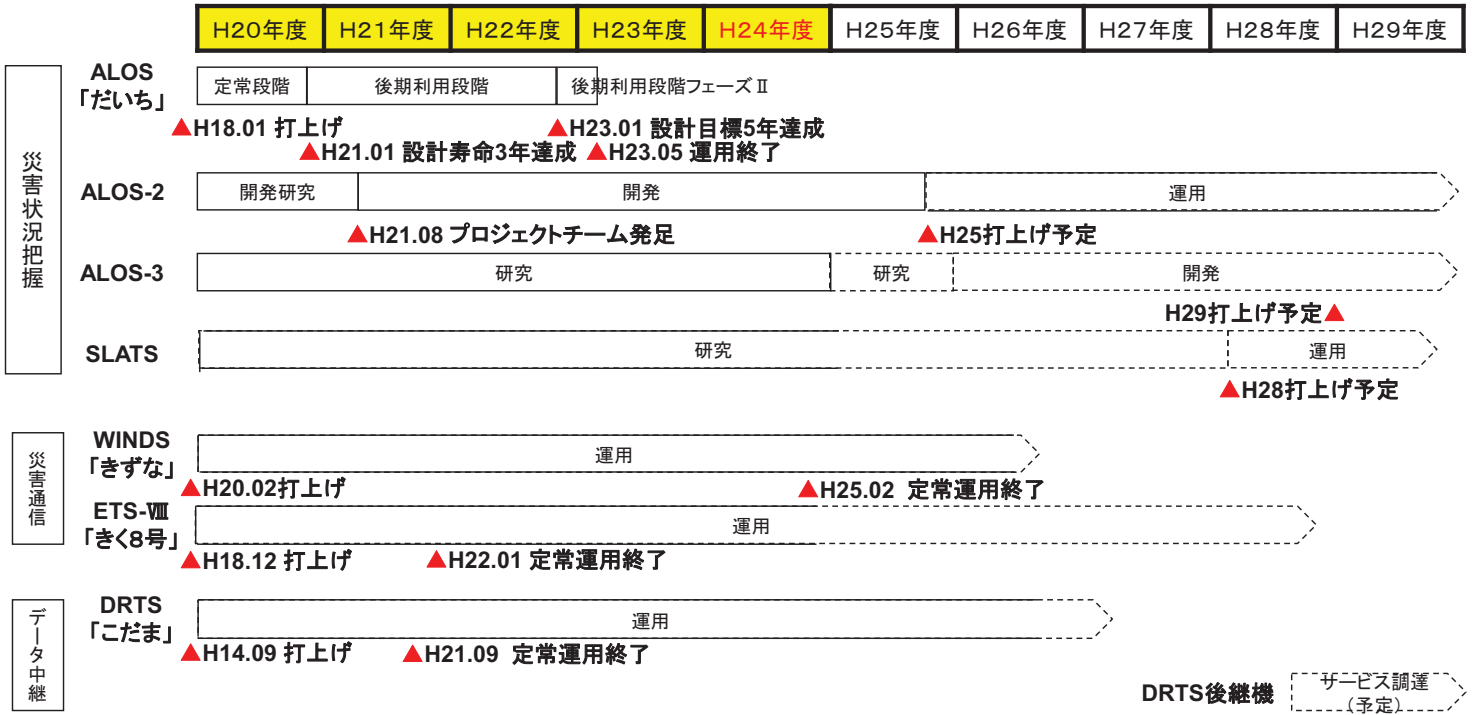 H20年度 H21年度 H22年度 H23年度 H24年度 H25年度 H26年度 H27年度 H28年度 H29年度
災害状況把握
ALOS
「だいち」
定常段階 後期利用段階 後期利用段階フェーズⅡ
▲H18.01 打上げ ▲H23.01 設計目標5年達成
▲H21.01 設計寿命3年達成 ▲H23.05 運用終了
ALOS-2 開発研究 開発 運用
▲H21.08 プロジェクトチーム発足 ▲H25打上げ予定
ALOS-3 研究 研究 開発
H29打上げ予定▲
SLATS 研究 運用
▲H28打上げ予定
災害通信
WINDS
「きずな」
運用
▲H20.02打上げ ▲H25.02 定常運用終了
ETS-Ⅷ
「きく8号」
運用
▲H18.12 打上げ ▲H22.01 定常運用終了
データ中継
DRTS
「こだま」
運用
▲H14.09 打上げ ▲H21.09 定常運用終了
DRTS後継機 サービス調達
(予定)